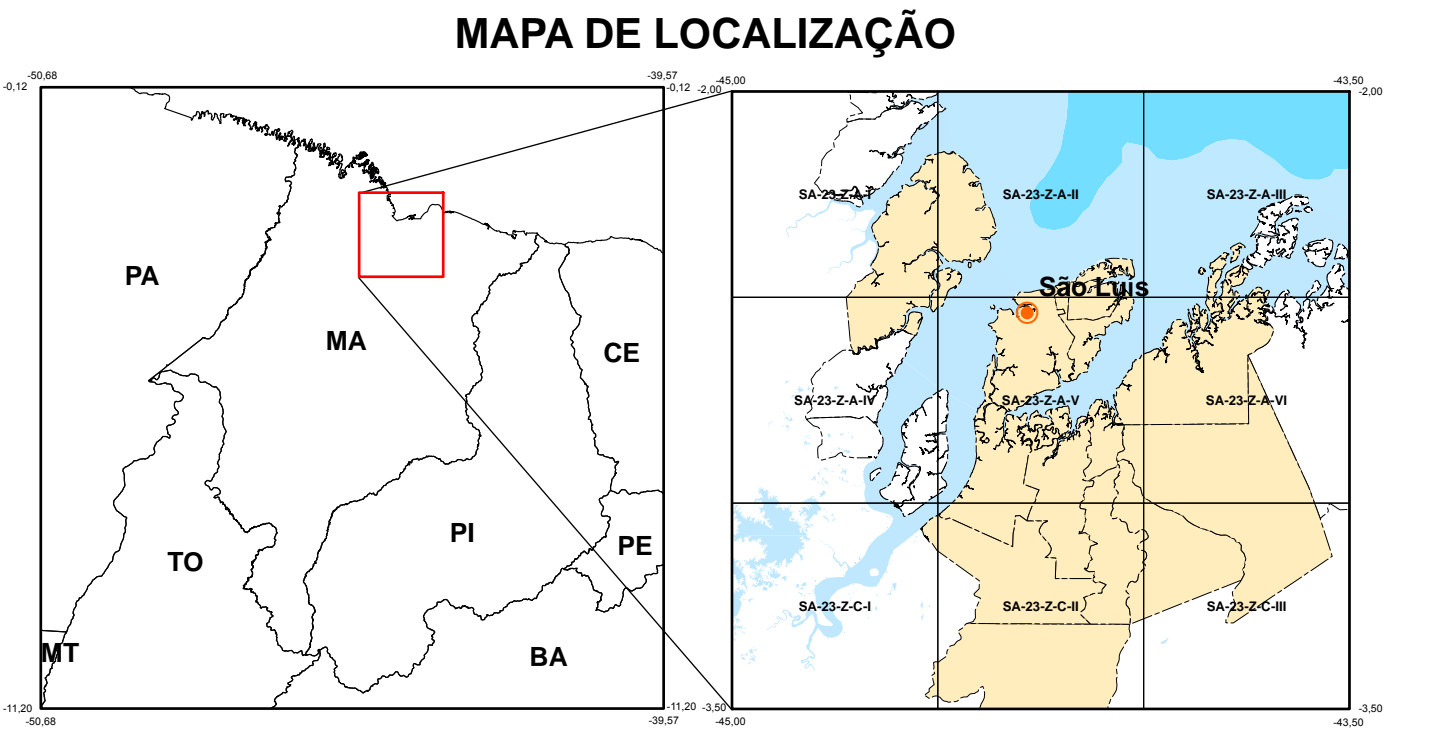 MAPA DE LOCALIZAÇÃO
-50,68
-39,57
-0,12
-0,12
-2,00
-45,00
-43,50
-2,00
PA
MA
CE
PI
TO
PE
MT
BA
-11,20
-50,68
-11,20
-39,57
SA-23-Z-A-I
SA-23-Z-A-II
SA-23-Z-A-III
São Luís
SA-23-Z-A-IV
SA-23-Z-A-V
SA-23-Z-A-VI
SA-23-Z-C-I
SA-23-Z-C-II
SA-23-Z-C-III
-3,50
-45,00
-3,50
-43,50